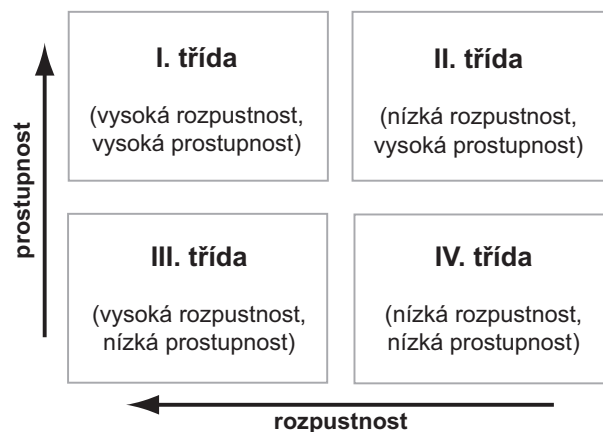 prostupnost
I. třída
(vysoká rozpustnost,
vysoká prostupnost)
II. třída
(nízká rozpustnost,
vysoká prostupnost)
III. třída
(vysoká rozpustnost,
nízká prostupnost)
IV. třída
(nízká rozpustnost,
nízká prostupnost)
rozpustnost